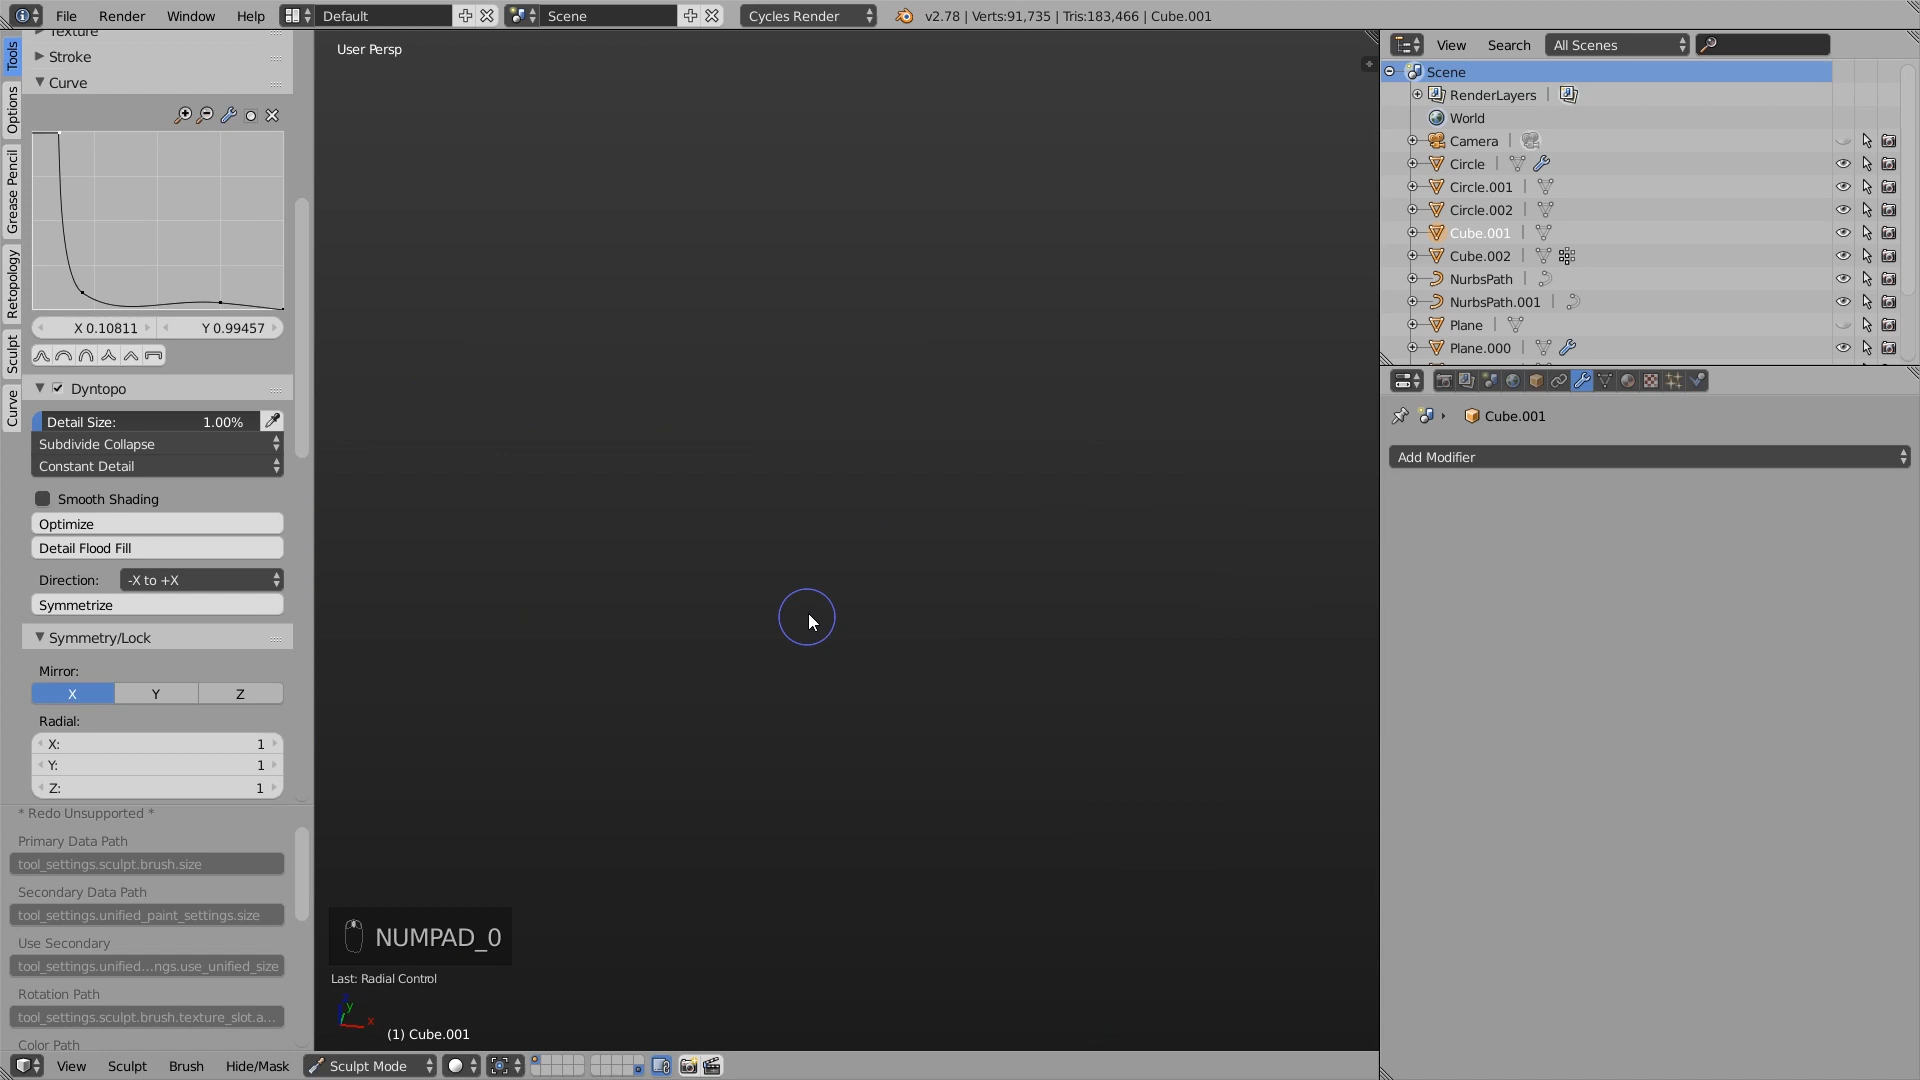 File Render Window Help Default Scene Cycles Render v2.78 | Verts:91,735 | Tris:183,466 | Cube.001
Texture
Stroke
Curve
X 0.10811 Y 0.99457
Dyntopo
Detail Size: 1.00%
Subdivide Collapse
Constant Detail
Smooth Shading
Optimize
Detail Flood Fill
Direction: -X to +X
Symmetrize
Symmetry/Lock
Mirror:
X Y Z
Radial:
X: 1
Y: 1
Z: 1
* Redo Unsupported *
Primary Data Path
tool_settings.sculpt.brush.size
Secondary Data Path
tool_settings.unified_paint_settings.size
Use Secondary
tool_settings.unified...ngs.use_unified_size
Rotation Path
tool_settings.sculpt.brush.texture_slot.a...
Color Path
Tools
Options
Grease Pencil
Retopology
Sculpt
Curve
User Persp
NUMPAD_0
Last: Radial Control
y
x
(1) Cube.001
View Sculpt Brush Hide/Mask Sculpt Mode
View Search All Scenes
Scene
RenderLayers |
World
Camera |
Circle |
Circle.001 |
Circle.002 |
Cube.001 |
Cube.002 |
NurbsPath |
NurbsPath.001 |
Plane |
Plane.000 |
Cube.001
Add Modifier